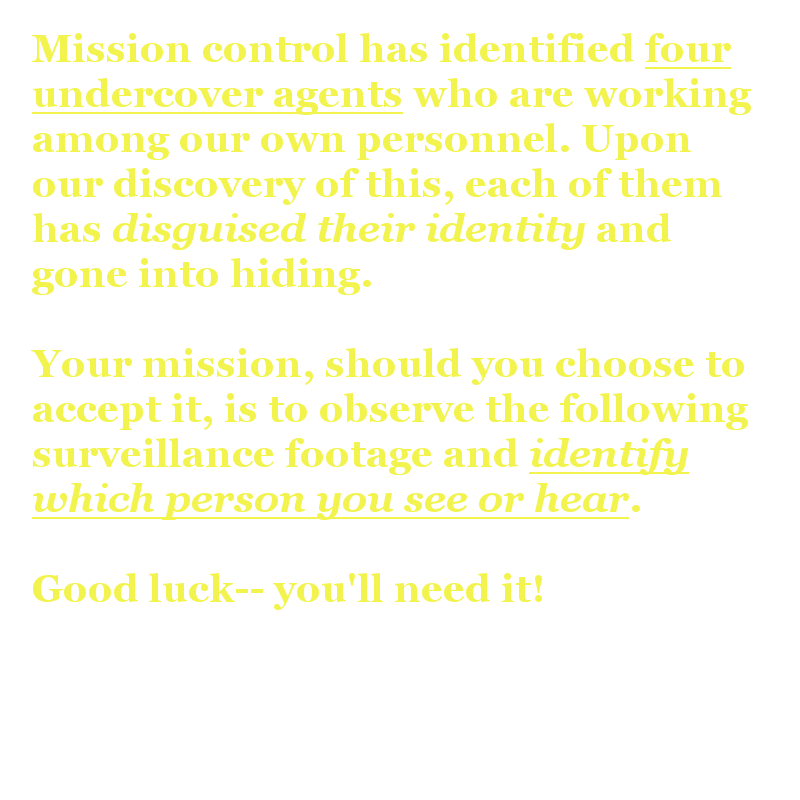 Mission control has identified four
undercover agents who are working
among our own personnel. Upon
our discovery of this, each of them
has disguised their identity and
gone into hiding.
Your mission, should you choose to
accept it, is to observe the following
surveillance footage and identify
which person you see or hear.
Good luck-- you'll need it!